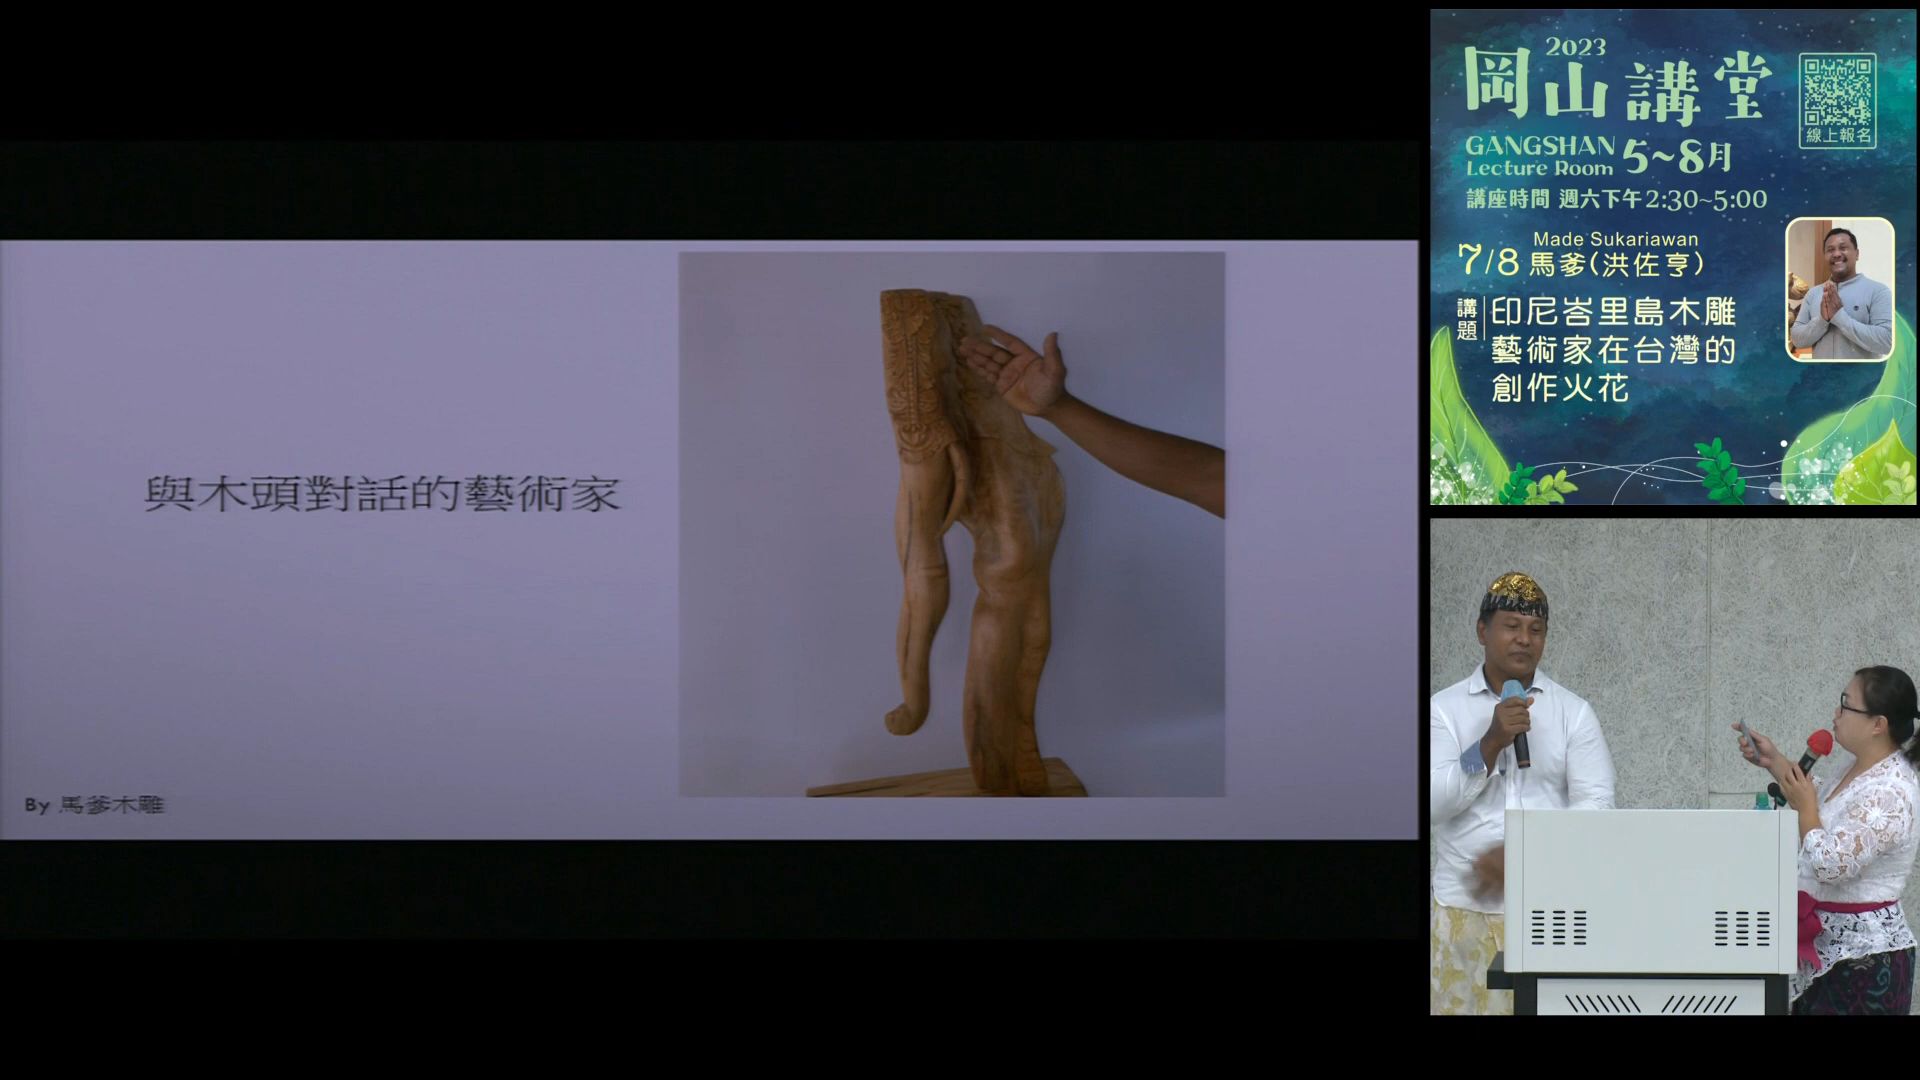 與木頭對話的藝術家
By 馬爹木雕
2023
岡山講堂
線上報名
GANGSHAN
Lecture Room
5~8月
講座時間 週六下午2:30~5:00
Made Sukariawan
7/8 馬爹(洪佐亨)
講題
印尼峇里島木雕
藝術家在台灣的
創作火花